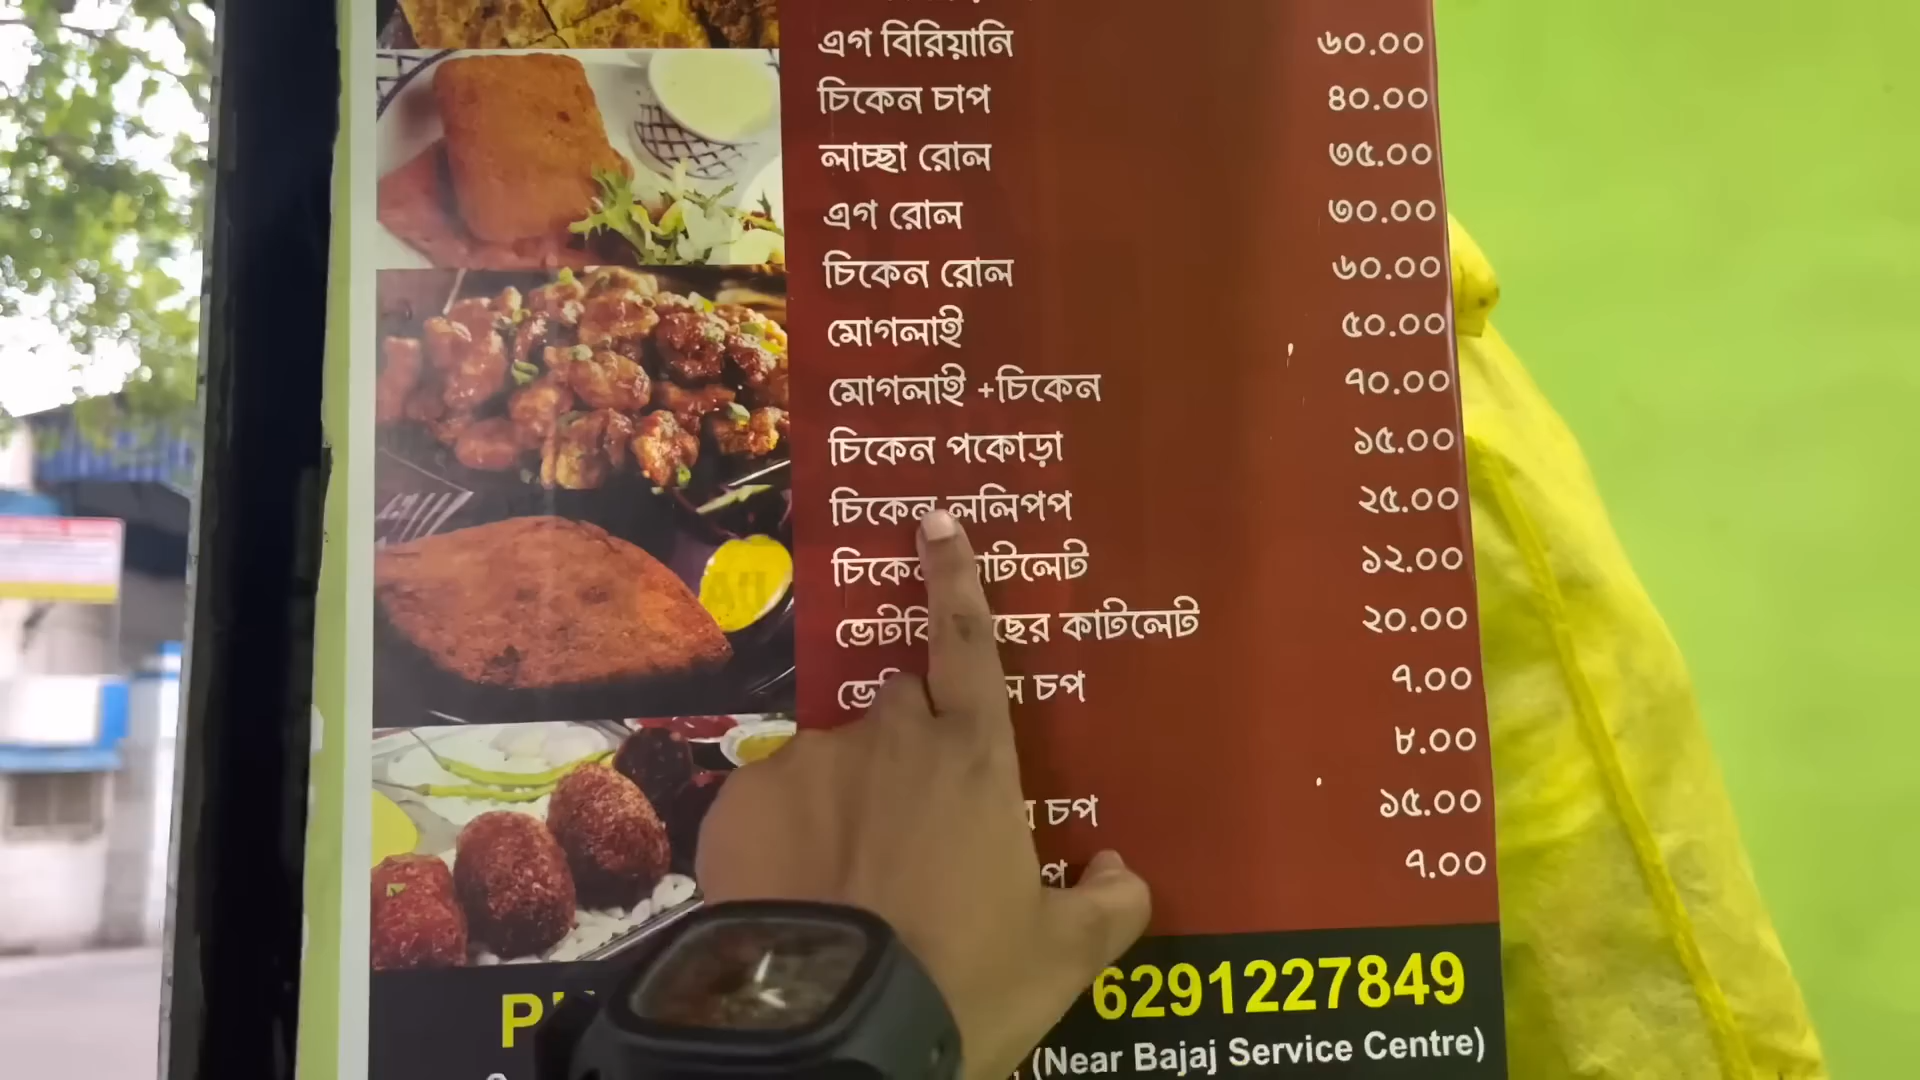 এগ বিরিয়ানি ৬০.০০
চিকেন চাপ ৪০.০০
লাচ্ছা রোল ৩৫.০০
এগ রোল ৩০.০০
চিকেন রোল ৬০.০০
মোগলাই ৫০.০০
মোগলাই +চিকেন ৭০.০০
চিকেন পকোড়া ১৫.০০
চিকেন ললিপপ ২৫.০০
চিকেন কাটলেট ১২.০০
কাটলেট ২০.০০
চপ ৭.০০
৮.০০
চপ ১৫.০০
৭.০০
6291227849
(Near Bajaj Service Centre)